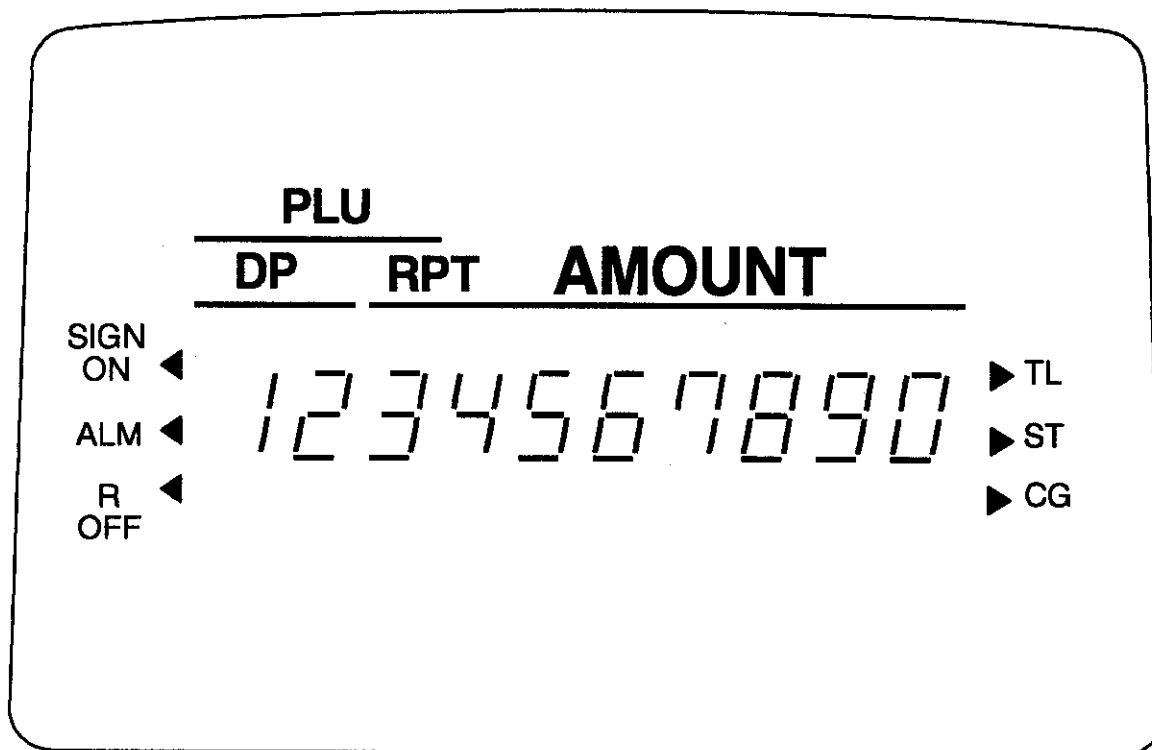 PLU
DP RPT AMOUNT
SIGN
ON ◀ ▶ TL
1234567890
ALM ◀ ▶ ST
R ◀ ▶ CG
OFF